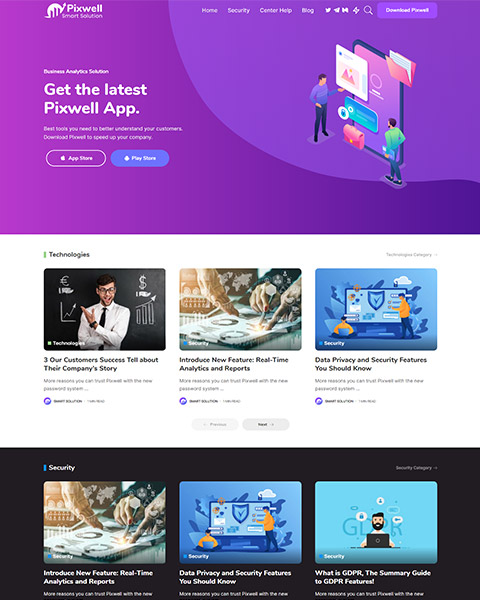 Pixwell
Smart Solution
Home
Security
Center Help
Blog
Download Pixwell
Business Analytics Solution
Get the latest
Pixwell App.
Best tools you need to better understand your customers.
Download Pixwell to speed up your company.
App Store
Play Store
Technologies
Technologies Category →
Technologies
Security
Security
3 Our Customers Success Tell about
Their Company's Story
Introduce New Feature: Real-Time
Analytics and Reports
Data Privacy and Security Features
You Should Know
More reasons you can trust Pixwell with the new
password system ...
More reasons you can trust Pixwell with the new
password system ...
More reasons you can trust Pixwell with the new
password system ...
SMART SOLUTION · 1 MIN READ
SMART SOLUTION · 1 MIN READ
SMART SOLUTION · 1 MIN READ
← Previous
Next →
Security
Security Category →
Security
Security
GDPR
Security
Introduce New Feature: Real-Time
Analytics and Reports
Data Privacy and Security Features
You Should Know
What is GDPR, The Summary Guide
to GDPR Features!
More reasons you can trust Pixwell with the new
More reasons you can trust Pixwell with the new
More reasons you can trust Pixwell with the new